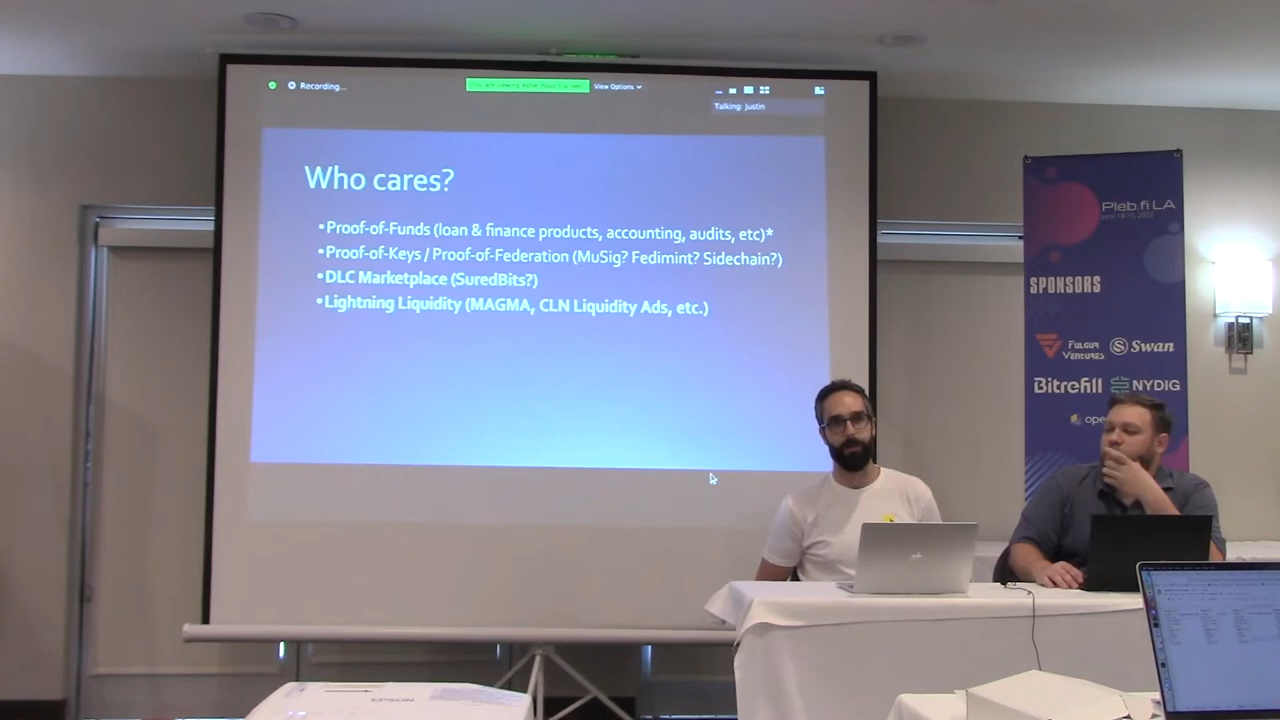 Recording...
View Options
Talking: Justin
Who cares?
•Proof-of-Funds (loan & finance products, accounting, audits, etc)*
•Proof-of-Keys / Proof-of-Federation (MuSig? Fedimint? Sidechain?)
•DLC Marketplace (SuredBits?)
•Lightning Liquidity (MAGMA, CLN Liquidity Ads, etc.)
Pleb.fi LA
SPONSORS
FULGUR VENTURES
Swan
Bitrefill
NYDIG
ope
EPSON